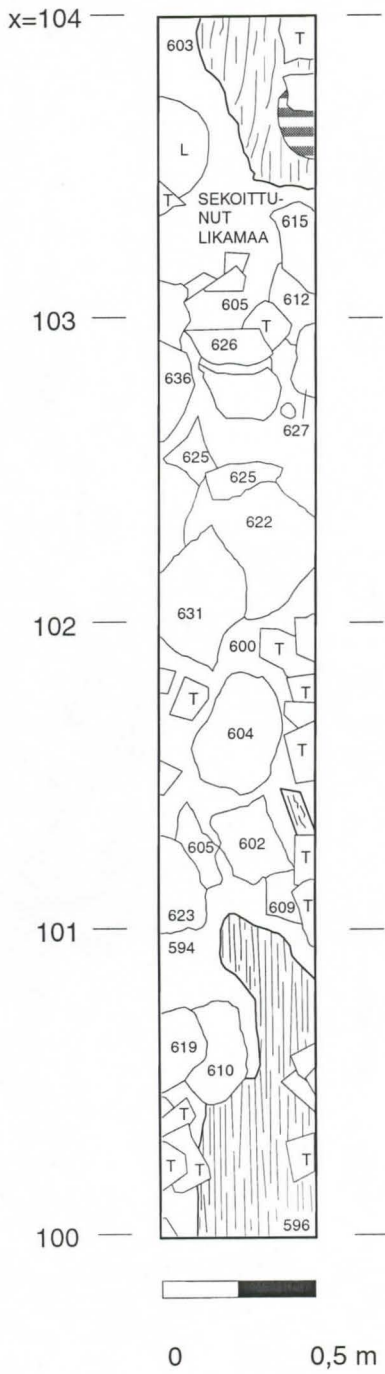 x=104
603
T
L
T
SEKOITTU-
NUT
LIKAMAA
615
103
605
612
T
626
636
627
625
625
622
631
102
600
T
T
T
604
T
605
602
T
623
609
T
101
594
619
610
T
T
T
T
100
596
0
0,5 m